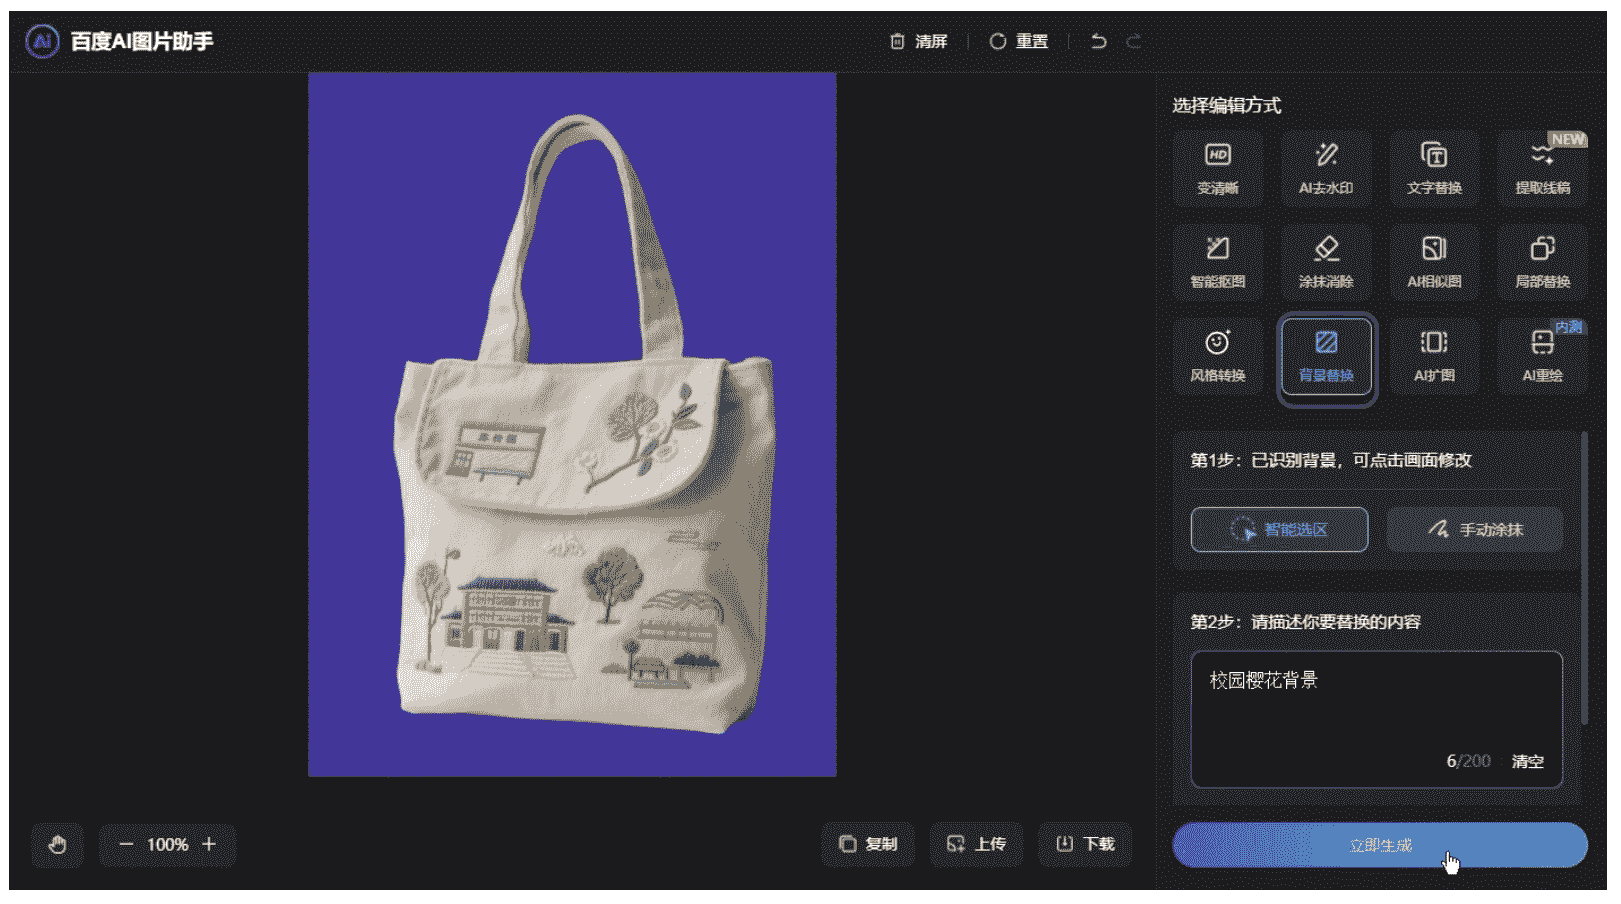 Ai 百度AI图片助手
清屏
重置
选择编辑方式
HD
变清晰
AI去水印
T
文字替换
NEW
提取线稿
智能抠图
涂抹消除
AI相似图
局部替换
风格转换
背景替换
AI扩图
内测
AI重绘
第1步：已识别背景，可点击画面修改
智能选区
手动涂抹
第2步：请描述你要替换的内容
校园樱花背景
6/200
清空
100%
复制
上传
下载
立即生成